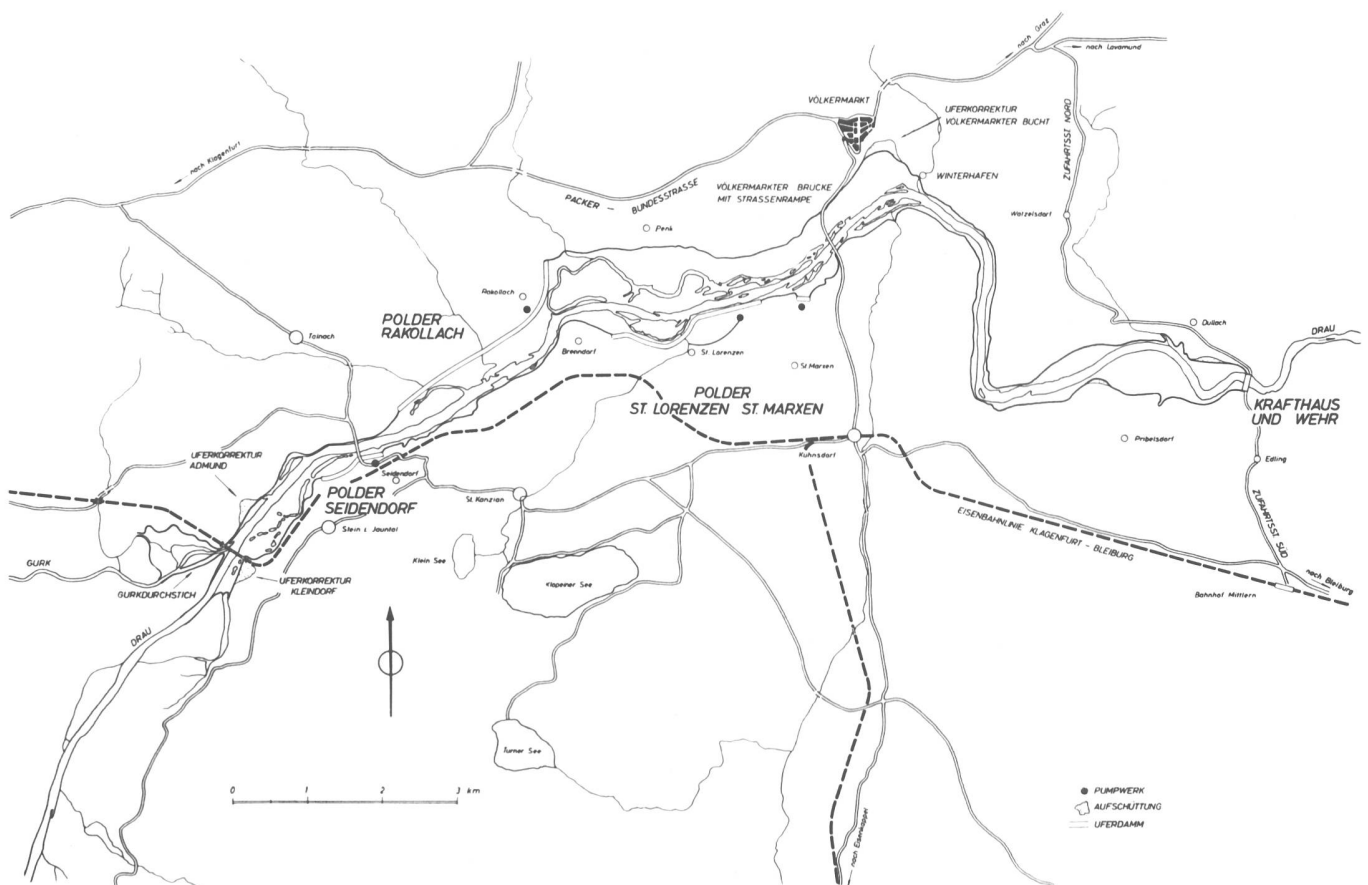 nach Graz
nach Lavamund
VÖLKERMARKT
UFERKORREKTUR
VÖLKERMARKTER BUCHT
ZUFAHRTSST. NORD
nach Klagenfurt
WINTERHAFEN
PACKER – BUNDESSTRASSE
VÖLKERMARKTER BRÜCKE
MIT STRASSENRAMPE
Penk
Rakollach
POLDER
RAKOLLACH
Tainach
Brenndorf
St. Lorenzen
St. Marxen
Dullach
DRAU
POLDER
ST. LORENZEN ST. MARXEN
KRAFTHAUS
UND WEHR
Pribelsdorf
Edling
Kühnsdorf
UFERKORREKTUR
ADMUND
Seidendorf
POLDER
SEIDENDORF
St. Kanzian
Stein i. Jauntal
EISENBAHNLINIE KLAGENFURT – BLEIBURG
ZUFAHRTSST. SÜD
nach Bleiburg
Bahnhof Mittlern
Klein See
Klopeiner See
GURK
GURKDURCHSTICH
UFERKORREKTUR
KLEINDORF
DRAU
Turner See
0 1 2 3 km
nach Eisenkappel
PUMPWERK
AUFSCHÜTTUNG
UFERDAMM